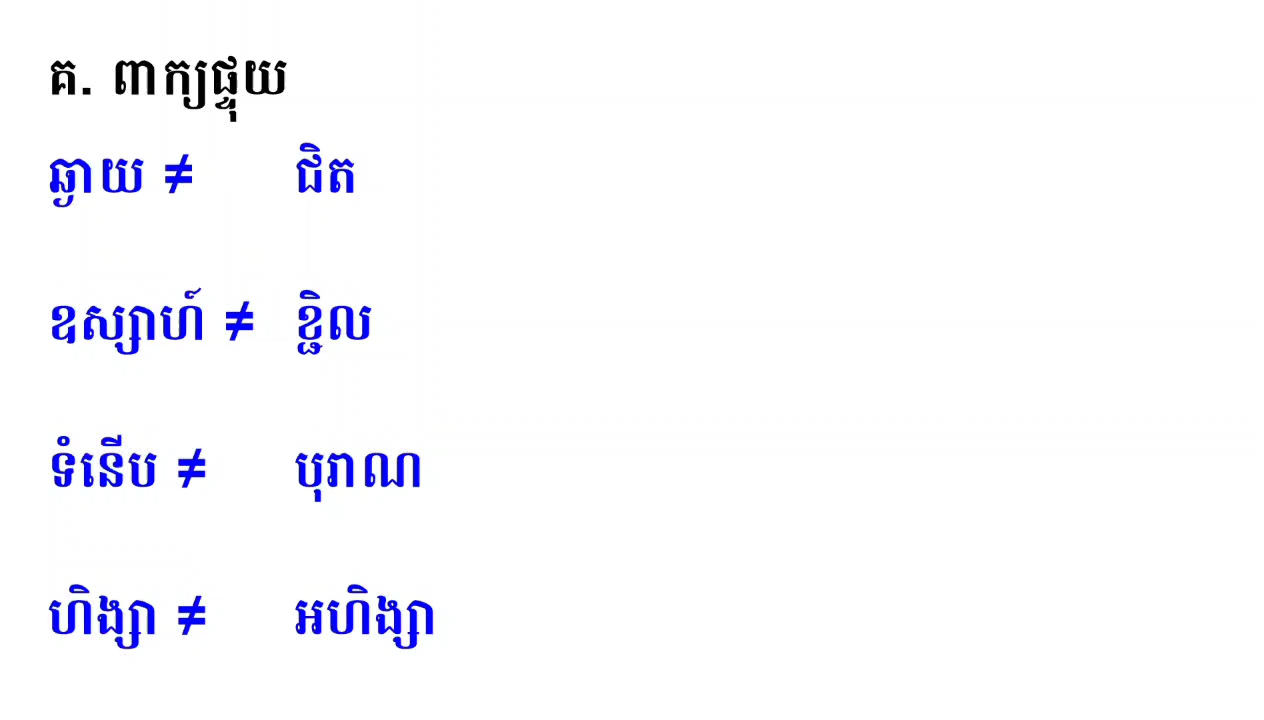 គ. ពាក្យផ្ទុយ
ឆ្ងាយ ≠ ជិត
ឧស្សាហ៍ ≠ ខ្ជិល
ទំនើប ≠ បុរាណ
ហិង្សា ≠ អហិង្សា